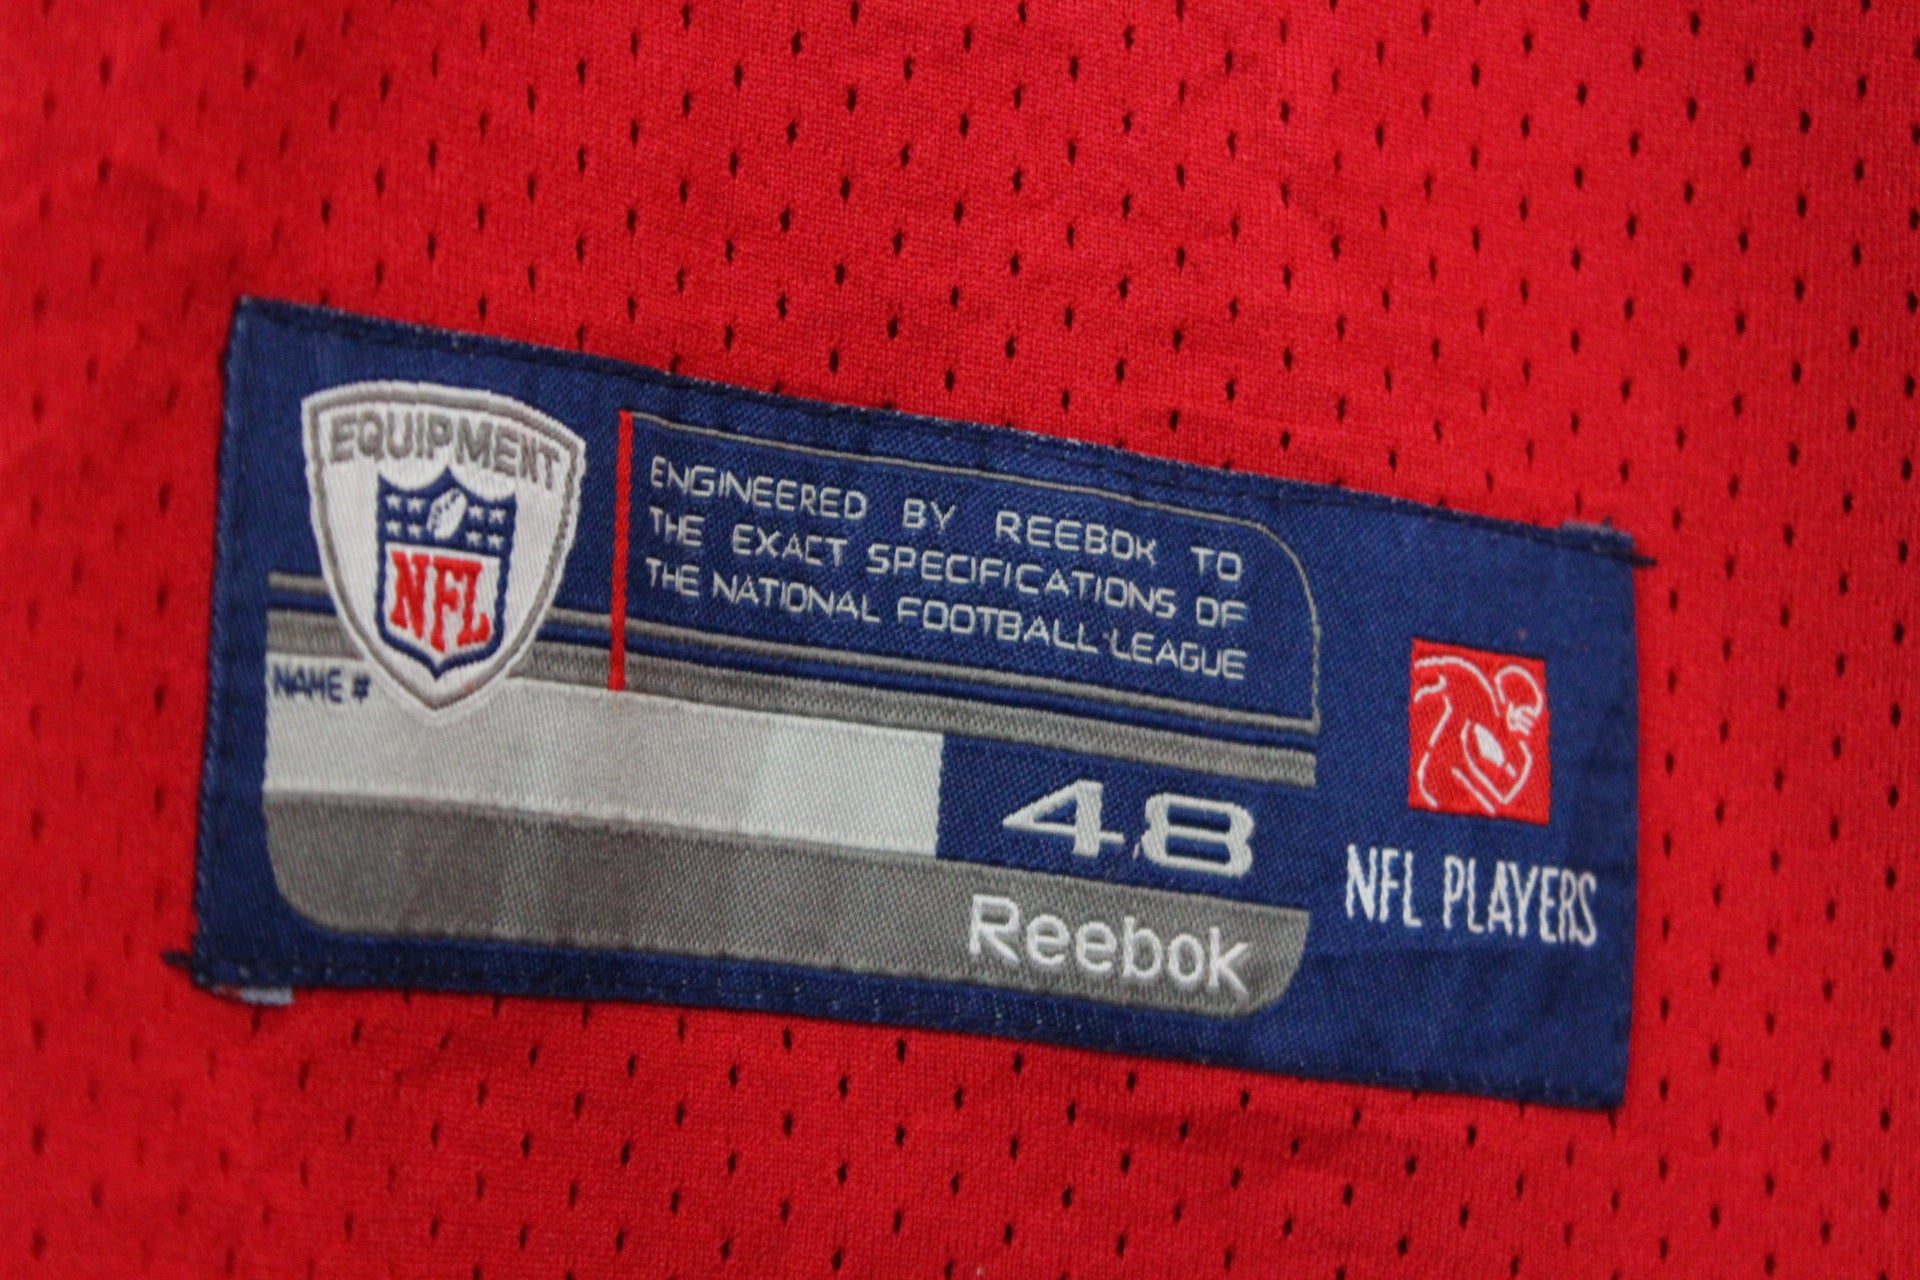 EQUIPMENT
NFL
ENGINEERED BY REEBOK TO
THE EXACT SPECIFICATIONS OF
THE NATIONAL FOOTBALL LEAGUE
NAME #
48
Reebok
NFL PLAYERS